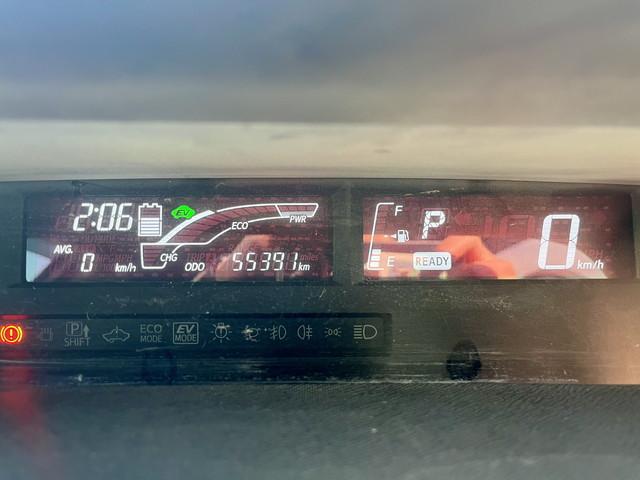 2:06 EV ECO PWR
AVG. 0 km/h CHG ODO 55391 km
F P
E READY 0 km/h
P SHIFT ECO MODE EV MODE